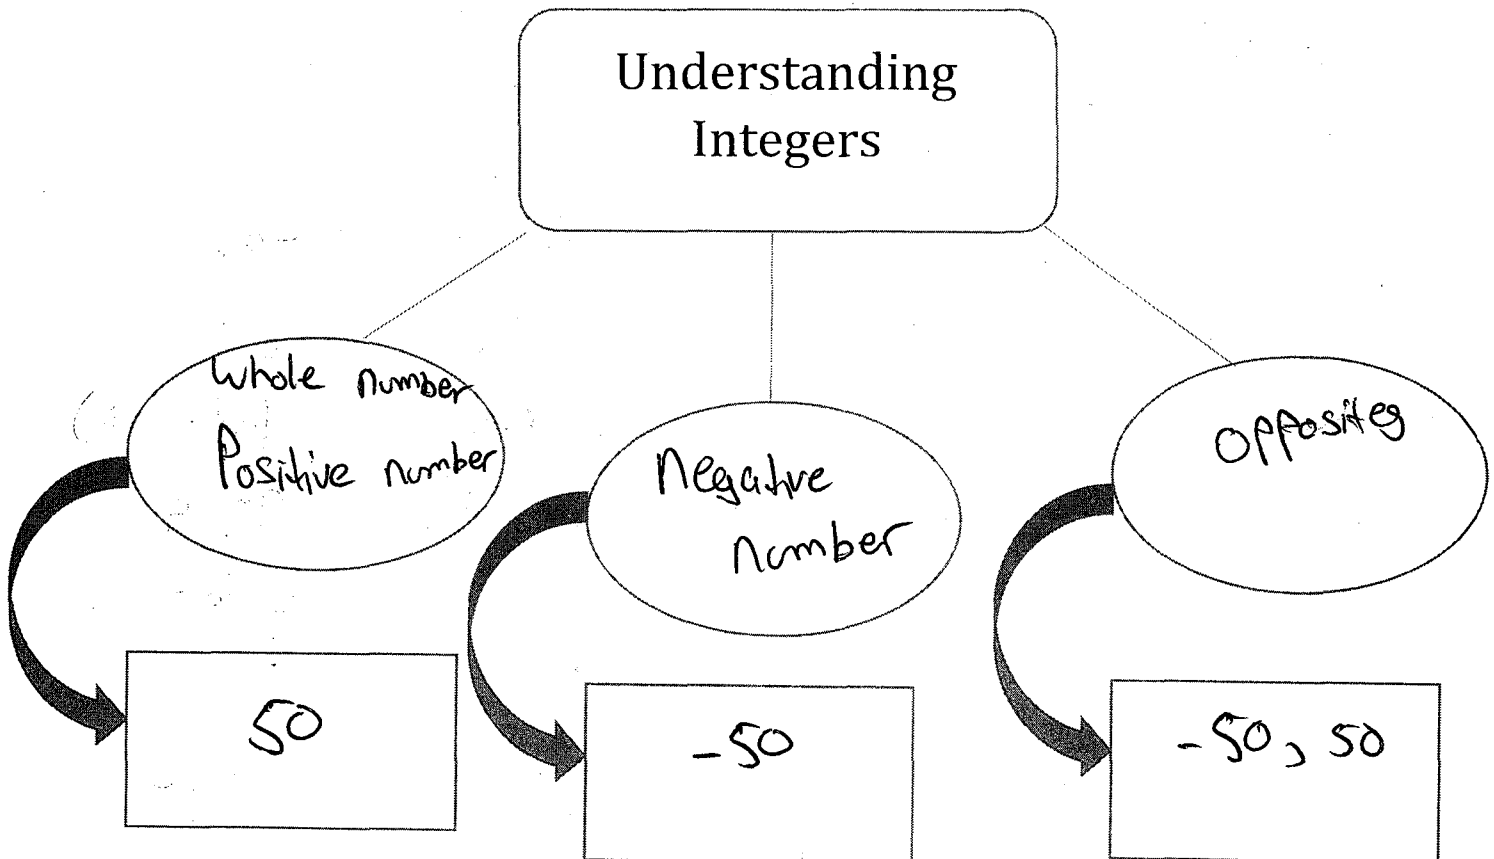 Understanding
Integers
Whole number
Positive number
Negative
number
opposites
50
-50
-50, 50